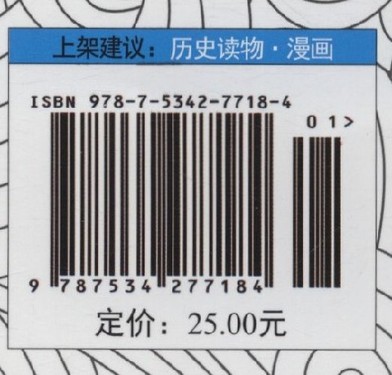 上架建议：历史读物·漫画
ISBN 978-7-5342-7718-4
01>
9 787534 277184
定价：25.00元